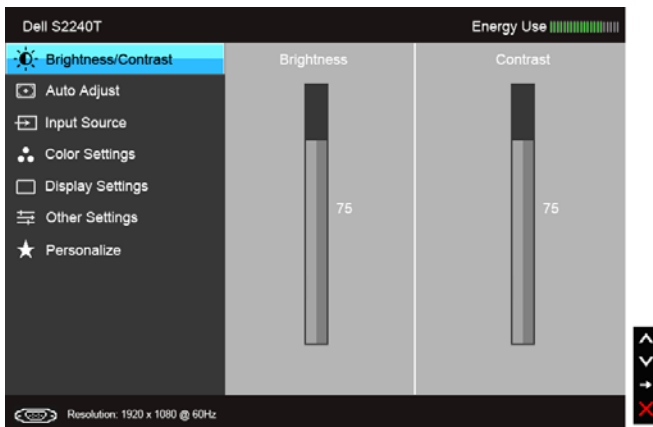 Dell S2240T
Energy Use
Brightness/Contrast
Auto Adjust
Input Source
Color Settings
Display Settings
Other Settings
Personalize
Brightness
Contrast
75
75
Resolution: 1920 x 1080 @ 60Hz